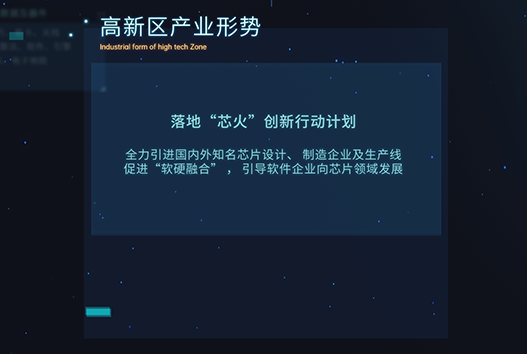 高新区产业形势
Industrial form of high tech Zone
落地“芯火”创新行动计划
全力引进国内外知名芯片设计、 制造企业及生产线
促进“软硬融合” ， 引导软件企业向芯片领域发展